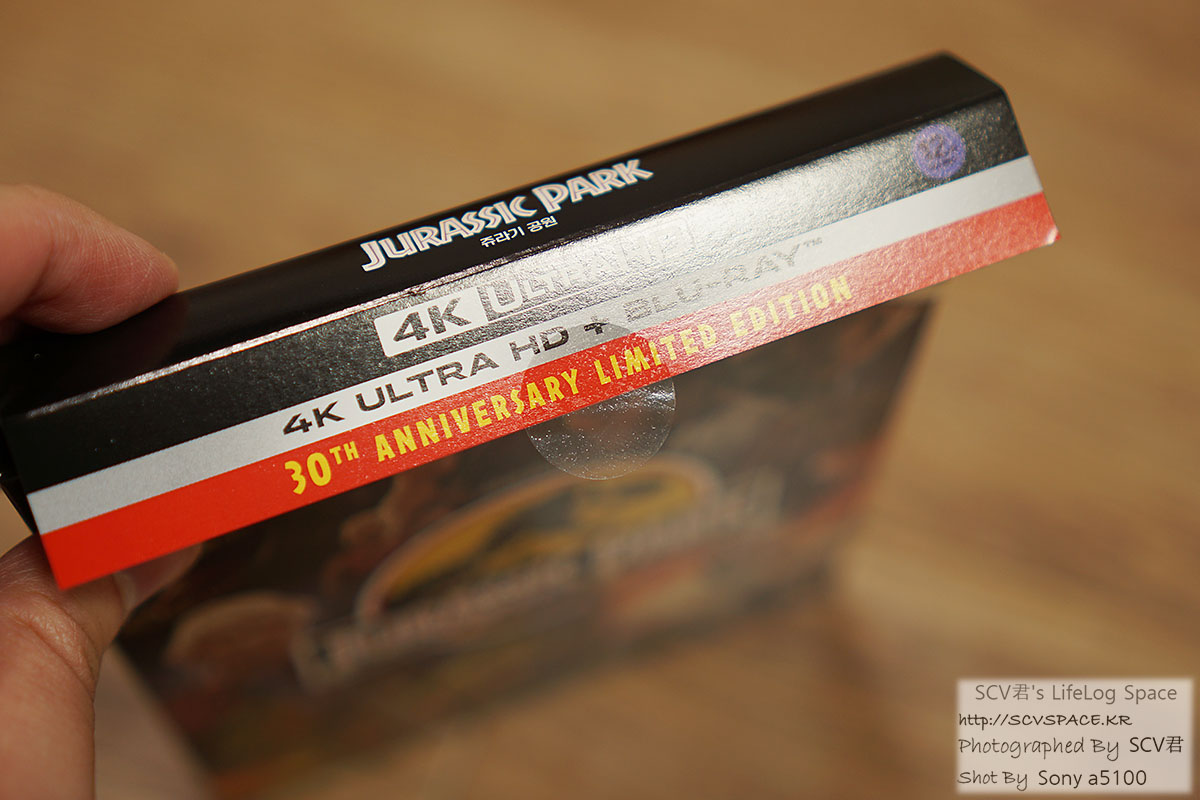 JURASSIC PARK
쥬라기 공원
4K ULTRA HD
4K ULTRA HD + BLU-RAY™
30TH ANNIVERSARY LIMITED EDITION
SCV君's LifeLog Space
http://SCVSPACE.KR
Photographed By SCV君
Shot By Sony a5100